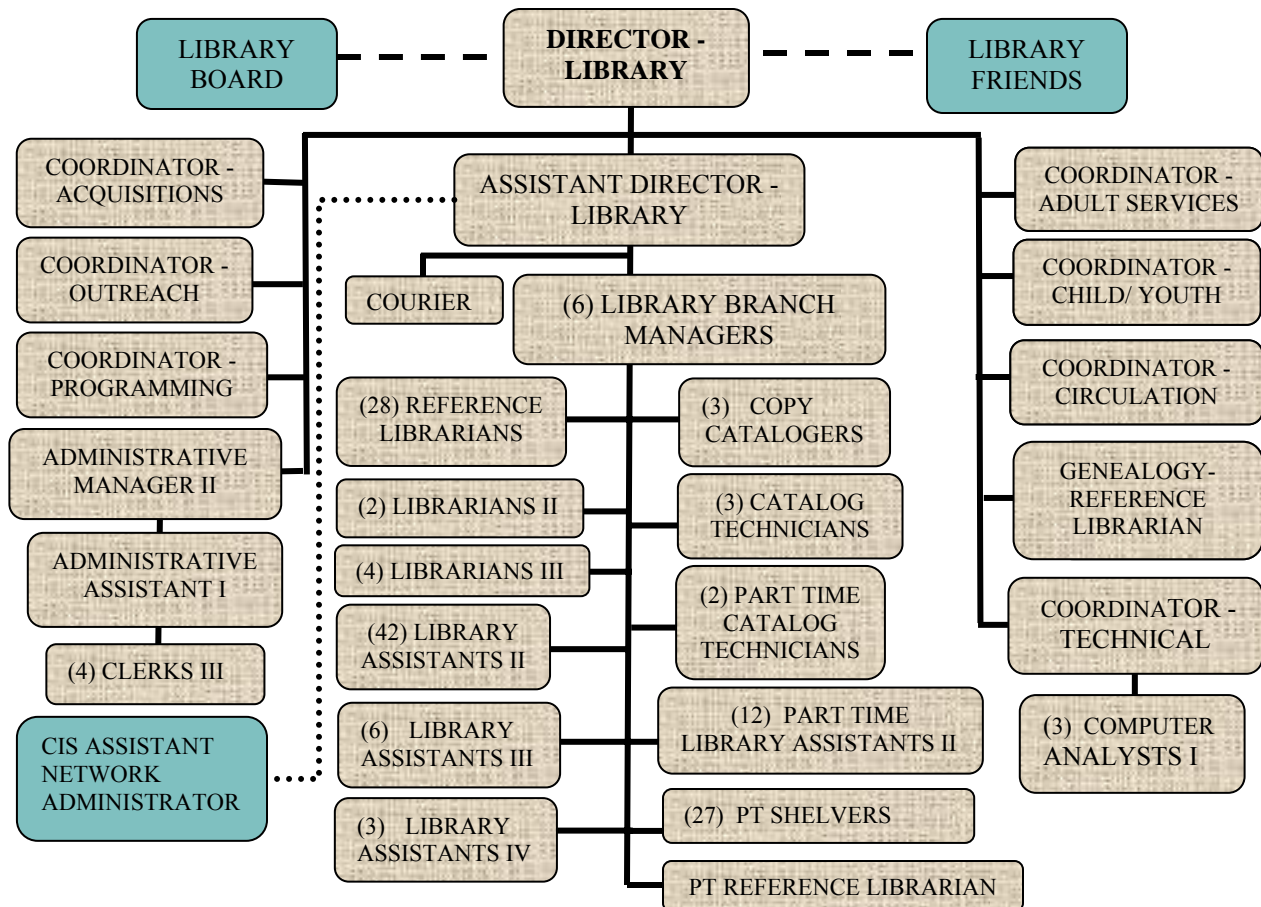 LIBRARY
BOARD
DIRECTOR -
LIBRARY
LIBRARY
FRIENDS
COORDINATOR -
ACQUISITIONS
COORDINATOR -
OUTREACH
COORDINATOR -
PROGRAMMING
ADMINISTRATIVE
MANAGER II
ADMINISTRATIVE
ASSISTANT I
(4) CLERKS III
CIS ASSISTANT
NETWORK
ADMINISTRATOR
ASSISTANT DIRECTOR -
LIBRARY
COURIER
(6) LIBRARY BRANCH
MANAGERS
(28) REFERENCE
LIBRARIANS
(2) LIBRARIANS II
(4) LIBRARIANS III
(42) LIBRARY
ASSISTANTS II
(6) LIBRARY
ASSISTANTS III
(3) LIBRARY
ASSISTANTS IV
(3) COPY
CATALOGERS
(3) CATALOG
TECHNICIANS
(2) PART TIME
CATALOG
TECHNICIANS
(12) PART TIME
LIBRARY ASSISTANTS II
(27) PT SHELVERS
PT REFERENCE LIBRARIAN
COORDINATOR -
ADULT SERVICES
COORDINATOR -
CHILD/ YOUTH
COORDINATOR -
CIRCULATION
GENEALOGY-
REFERENCE
LIBRARIAN
COORDINATOR -
TECHNICAL
(3) COMPUTER
ANALYSTS I